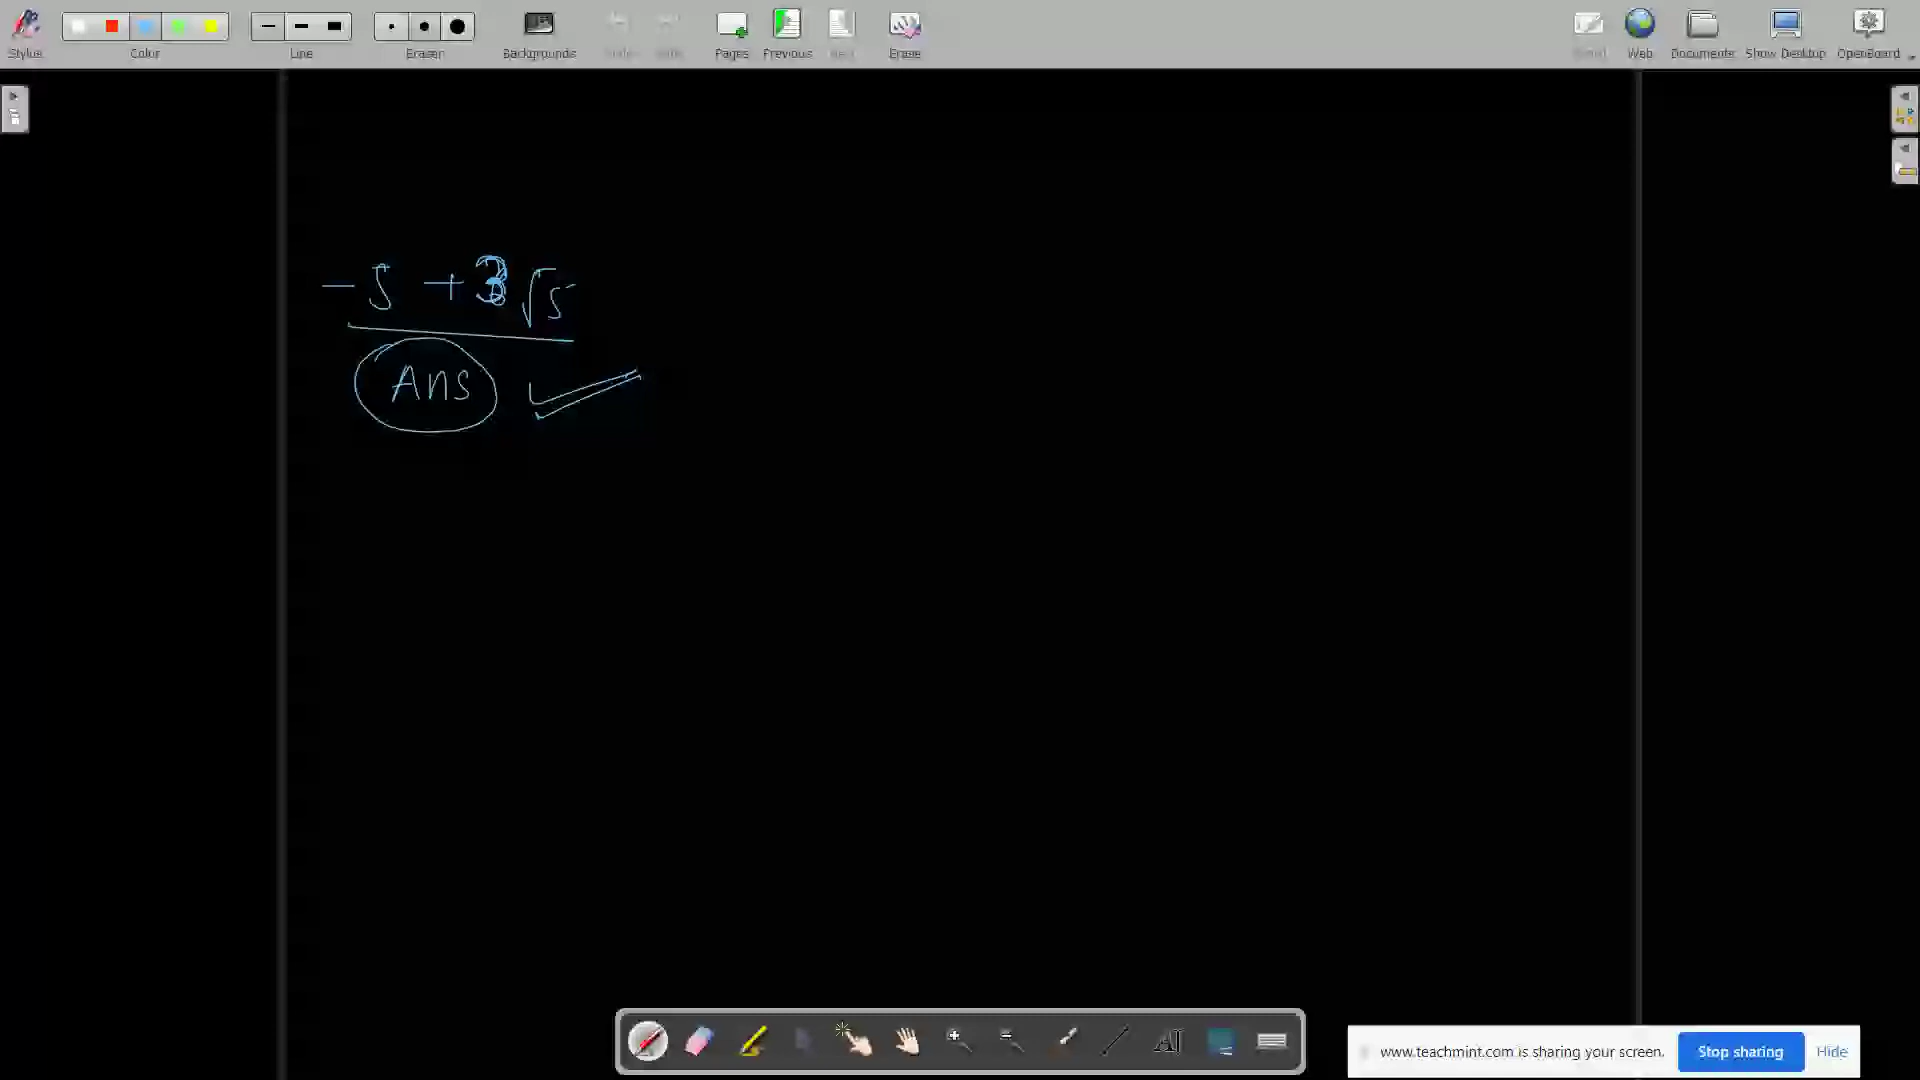 Stylus Color Line Eraser Backgrounds Pages Previous Erase Web Documents Show Desktop OpenBoard
-5 + 3 √5
Ans
www.teachmint.com is sharing your screen. Stop sharing Hide